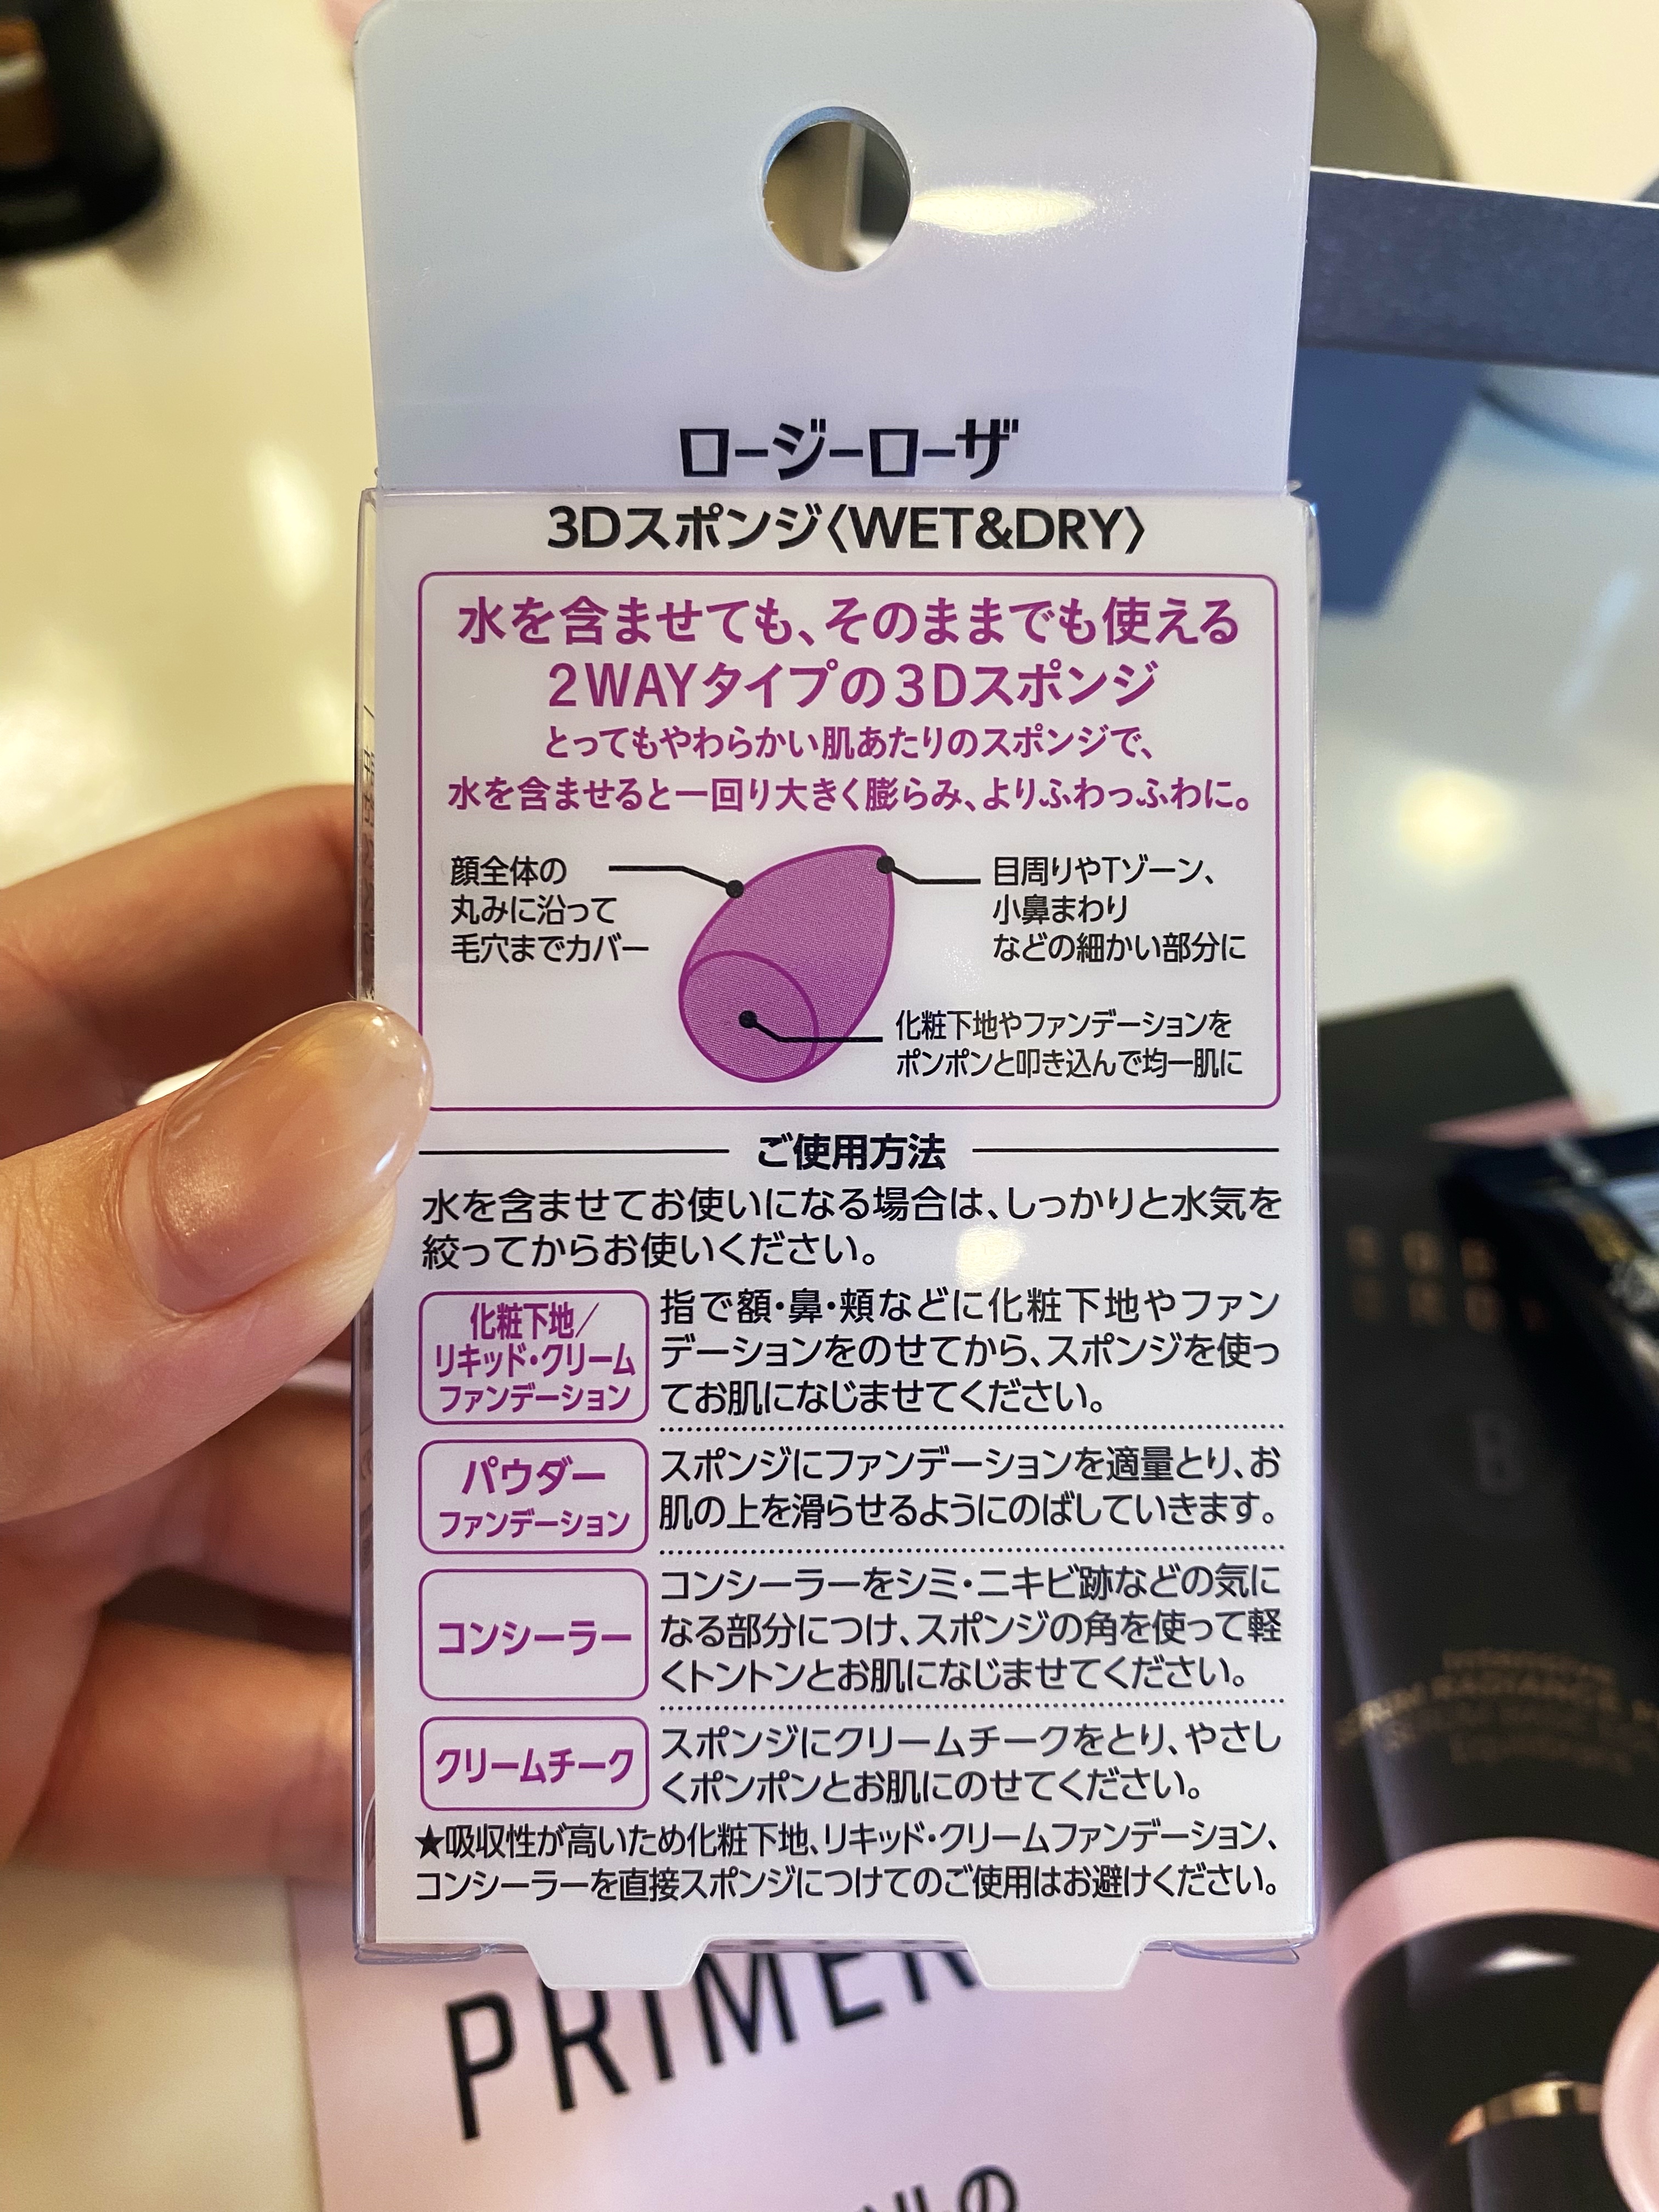 ロージーローザ
3Dスポンジ〈WET&DRY〉
水を含ませても、そのままでも使える
2WAYタイプの3Dスポンジ
とってもやわらかい肌あたりのスポンジで、
水を含ませると一回り大きく膨らみ、よりふわっふわに。
顔全体の
丸みに沿って
毛穴までカバー
目周りやTゾーン、
小鼻まわり
などの細かい部分に
化粧下地やファンデーションを
ポンポンと叩き込んで均一肌に
ご使用方法
水を含ませてお使いになる場合は、しっかりと水気を
絞ってからお使いください。
化粧下地/
リキッド・クリーム
ファンデーション
指で額・鼻・頬などに化粧下地やファン
デーションをのせてから、スポンジを使っ
てお肌になじませてください。
パウダー
ファンデーション
スポンジにファンデーションを適量とり、お
肌の上を滑らせるようにのばしていきます。
コンシーラー
コンシーラーをシミ・ニキビ跡などの気に
なる部分につけ、スポンジの角を使って軽
くトントンとお肌になじませてください。
クリームチーク
スポンジにクリームチークをとり、やさし
くポンポンとお肌にのせてください。
★吸収性が高いため化粧下地、リキッド・クリームファンデーション、
コンシーラーを直接スポンジにつけてのご使用はお避けください。
PRIMER